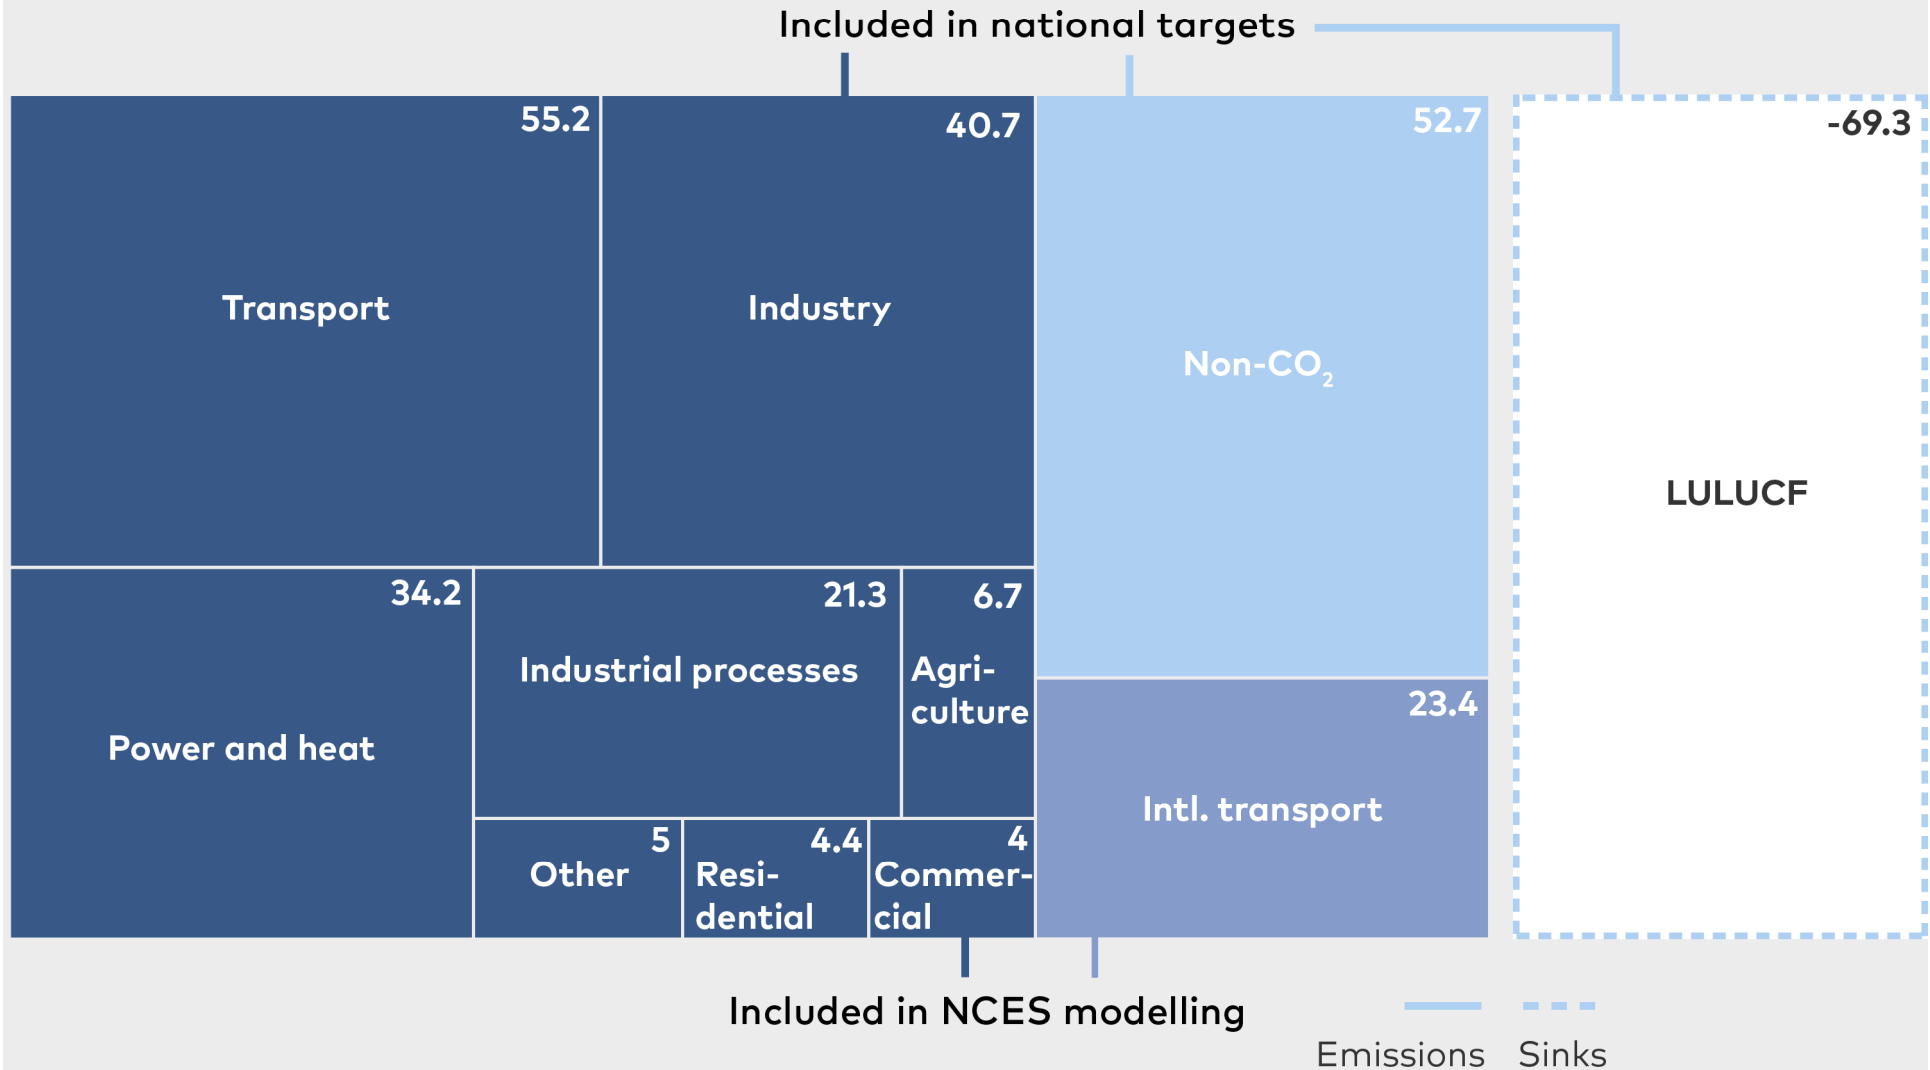 Included in national targets
55.2
Transport
40.7
Industry
52.7
Non-CO₂
-69.3
LULUCF
34.2
Power and heat
21.3
Industrial processes
6.7
Agri-
culture
5
Other
4.4
Resi-
dential
4
Commer-
cial
23.4
Intl. transport
Included in NCES modelling
Emissions
Sinks